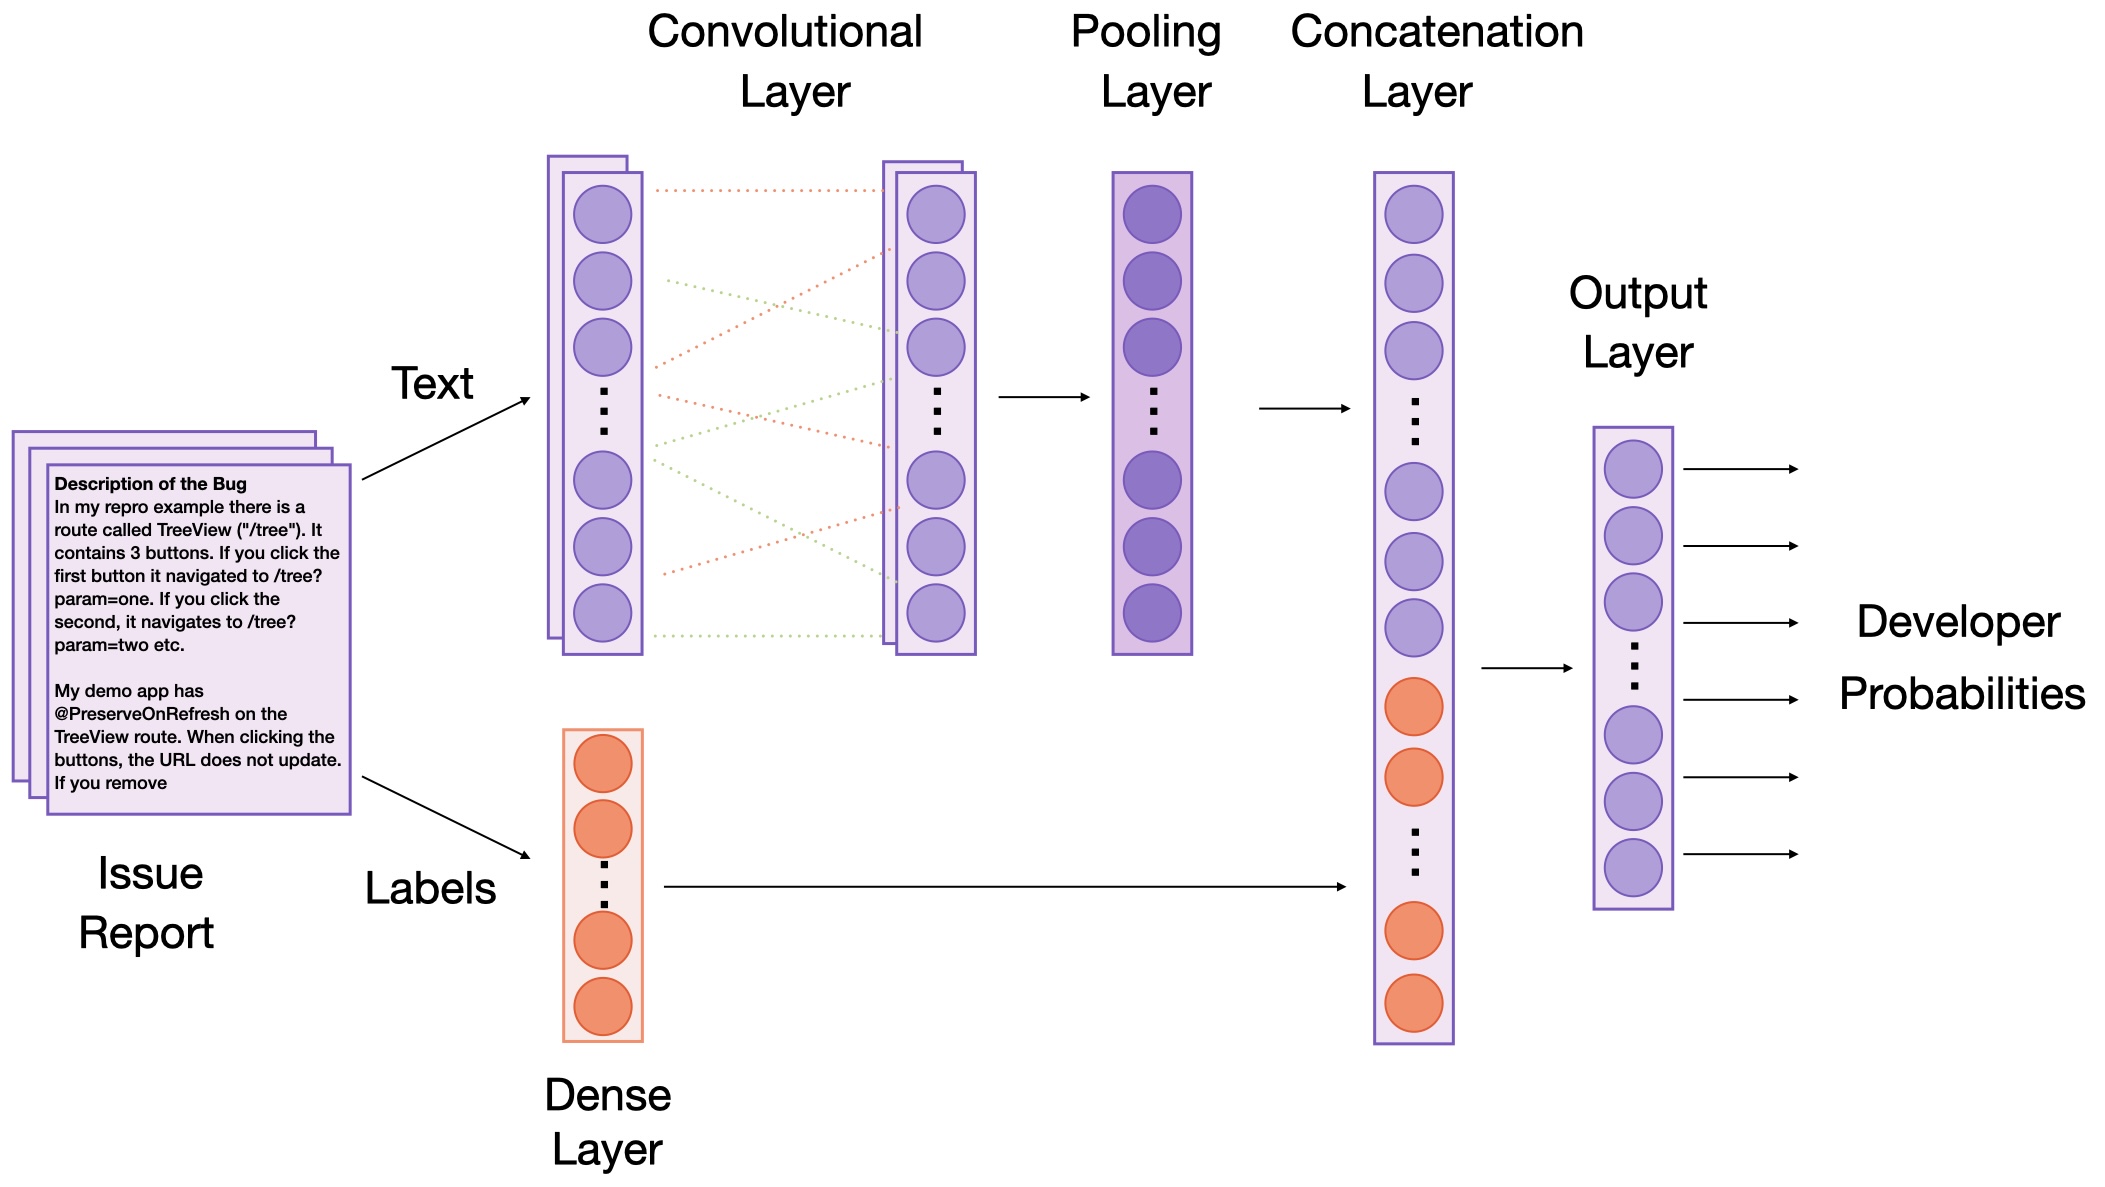 Convolutional
Layer
Pooling
Layer
Concatenation
Layer
Output
Layer
Text
Description of the Bug
In my repro example there is a
route called TreeView ("/tree"). It
contains 3 buttons. If you click the
first button it navigated to /tree?
param=one. If you click the
second, it navigates to /tree?
param=two etc.
My demo app has
@PreserveOnRefresh on the
TreeView route. When clicking the
buttons, the URL does not update.
If you remove
Issue
Report
Labels
Dense
Layer
Developer
Probabilities